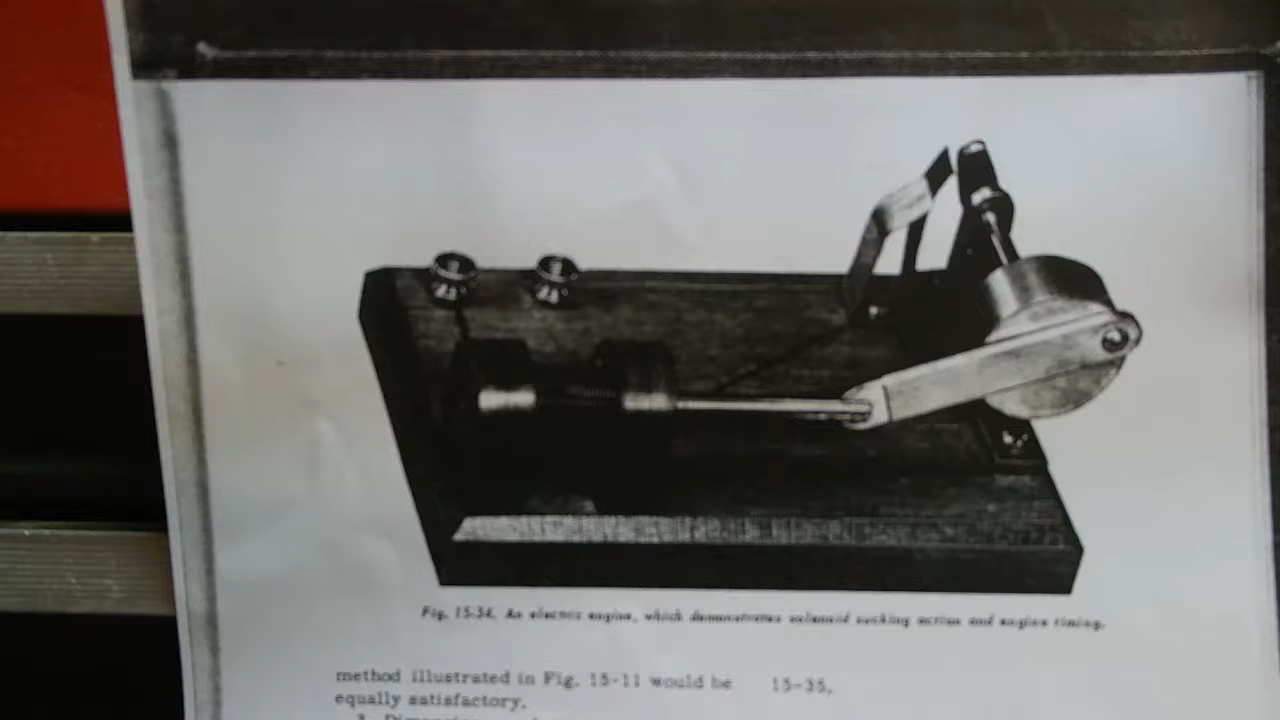 Fig. 15-34. An electric engine, which demonstrates solenoid sucking action and engine timing.
method illustrated in Fig. 15-11 would be
equally satisfactory.
15-35.